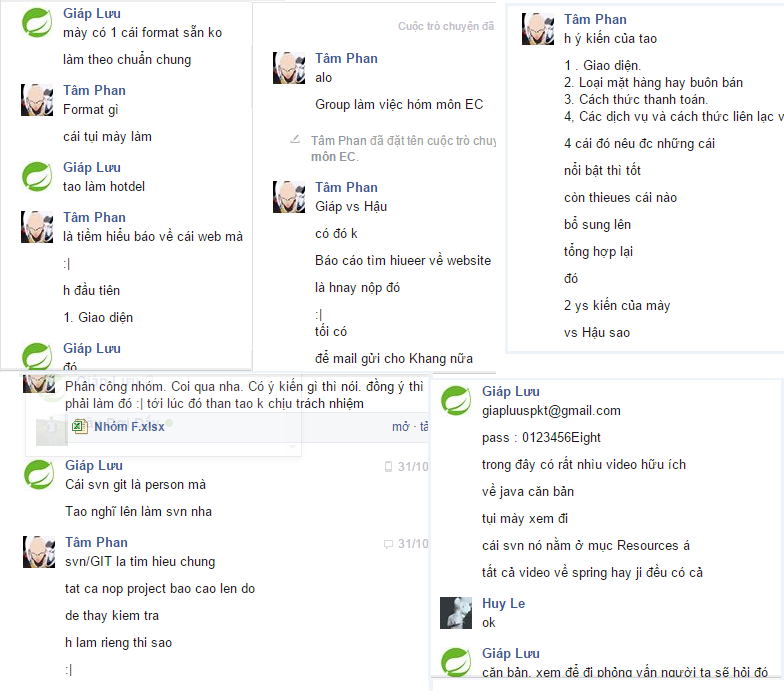 Giáp Lưu
mày có 1 cái format sẵn ko
làm theo chuẩn chung
Tâm Phan
Format gì
cái tụi mày làm
Giáp Lưu
tao làm hotdel
Tâm Phan
là tiềm hiểu báo về cái web mà
:|
h đầu tiên
1. Giao diện
Giáp Lưu
đó
Cuộc trò chuyện đã
Tâm Phan
alo
Group làm việc hóm môn EC
Tâm Phan đã đặt tên cuộc trò chuy
môn EC.
Tâm Phan
Giáp vs Hậu
có đó k
Báo cáo tìm hiueer về website
là hnay nộp đó
:|
tối có
để mail gửi cho Khang nữa
Tâm Phan
h ý kiến của tao
1 . Giao diện.
2. Loại mặt hàng hay buôn bán
3. Cách thức thanh toán.
4, Các dịch vụ và cách thức liên lạc v
4 cái đó nêu đc những cái
nổi bật thì tốt
còn thieues cái nào
bổ sung lên
tổng hợp lại
đó
2 ys kiến của mày
vs Hậu sao
Phân công nhóm. Coi qua nha. Có ý kiến gì thì nói. đồng ý thì
phải làm đó :| tới lúc đó than tao k chịu trách nhiệm
Nhóm F.xlsx
mở · tả
Giáp Lưu
31/10
Cái svn git là person mà
Tao nghĩ lên làm svn nha
Tâm Phan
31/10
svn/GIT la tim hieu chung
tat ca nop project bao cao len do
de thay kiem tra
h lam rieng thi sao
:|
Giáp Lưu
giapluuspkt@gmail.com
pass : 0123456Eight
trong đây có rất nhìu video hữu ích
về java căn bản
tụi mày xem đi
cái svn nó nằm ở mục Resources á
tất cả video về spring hay ji đều có cả
Huy Le
ok
Giáp Lưu
căn bản. xem để đi phỏng vấn người ta sẽ hỏi đó